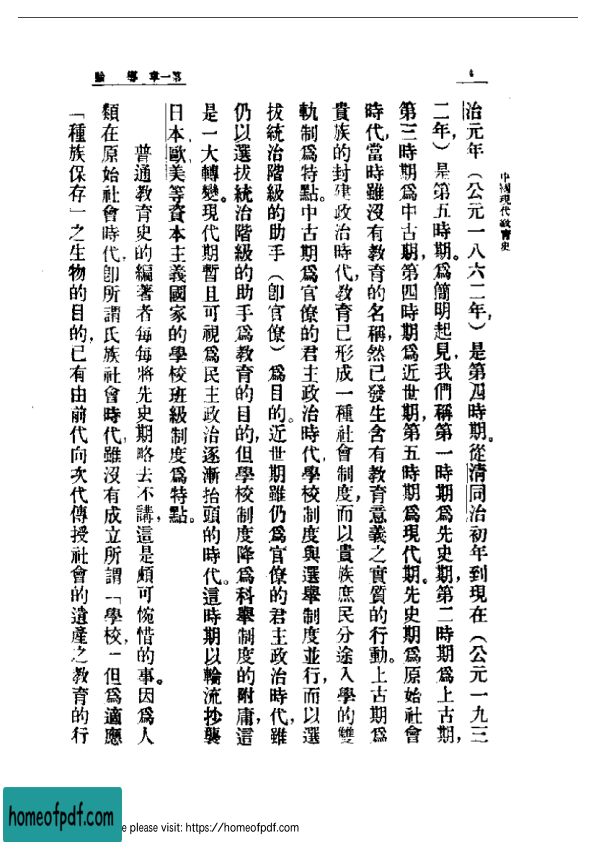 中國現代敎育史
第一章　導　論
治元年（公元一八六二年，）是第四時期。從清同治初年到現在（公元一九三
二年，）是第五時期。爲簡明起見，我們稱第一時期爲先史期，第二時期爲上古期，
第三時期爲中古期，第四時期爲近世期，第五時期爲現代期。先史期爲原始社會
時代，當時雖沒有敎育的名稱，然已發生含有敎育意義之實質的行動。上古期爲
貴族的封建政治時代，敎育已形成一種社會制度，而以貴族庶民分途入學的雙
軌制爲特點。中古期爲官僚的君主政治時代，學校制度與選舉制度並行，而以選
拔統治階級的助手（卽官僚）爲目的。近世期雖仍爲官僚的君主政治時代，雖
仍以選拔統治階級的助手爲敎育的目的，但學校制度降爲科舉制度的附庸，這
是一大轉變。現代期暫且可視爲民主政治逐漸抬頭的時代。這時期以輪流抄襲
日本，歐美等資本主義國家的學校班級制度爲特點。
普通敎育史的編著者每每將先史期略去不講，這是頗可惋惜的事。因爲人
類在原始社會時代，卽所謂氏族社會時代，雖沒有成立所謂「學校，」但爲適應
「種族保存」之生物的目的，已有由前代向次代傳授社會的遺產之敎育的行
homeofpdf.com
e please visit: https://homeofpdf.com